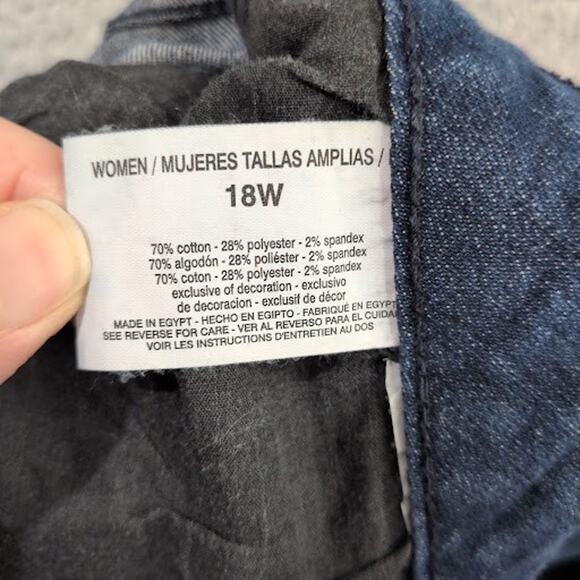 WOMEN / MUJERES TALLAS AMPLIAS /
18W
70% cotton - 28% polyester - 2% spandex
70% algodón - 28% poliéster - 2% spandex
70% coton - 28% polyester - 2% spandex
exclusive of decoration - exclusivo
de decoracion - exclusif de décor
MADE IN EGYPT - HECHO EN EGIPTO - FABRIQUÉ EN EGYPT
SEE REVERSE FOR CARE - VER AL REVERSO PARA EL CUIDA
VOIR LES INSTRUCTIONS D'ENTRETIEN AU DOS